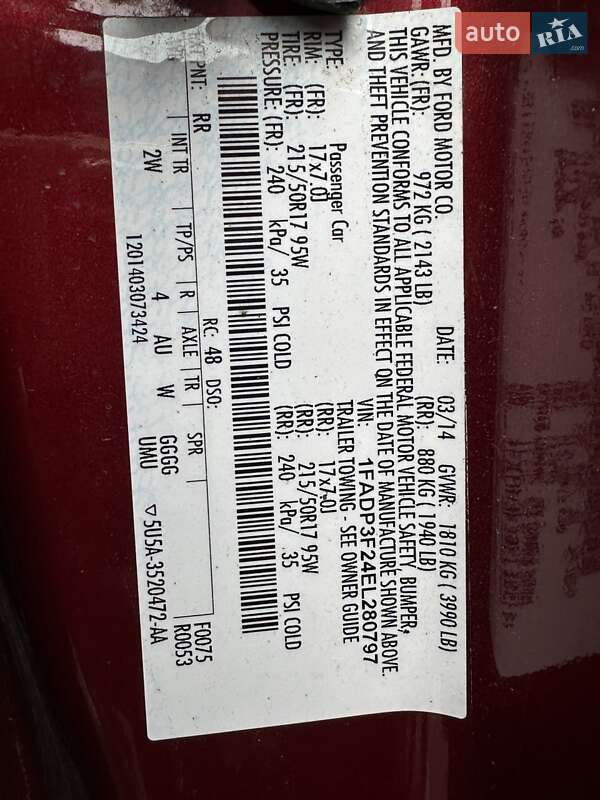 auto RIA.com
MFD. BY FORD MOTOR CO. DATE: 03/14 GVWR: 1810 KG ( 3990 LB)
GAWR: (FR) 972 KG ( 2143 LB) (RR): 880 KG ( 1940 LB)
THIS VEHICLE CONFORMS TO ALL APPLICABLE FEDERAL MOTOR VEHICLE SAFETY, BUMPER,
AND THEFT PREVENTION STANDARDS IN EFFECT ON THE DATE OF MANUFACTURE SHOWN ABOVE.
VIN: 1FADP3F24EL280797
TYPE: Passenger Car TRAILER TOWING - SEE OWNER GUIDE
RIM: (FR): 17x7.0J (RR): 17x7.0J
TIRE: (FR): 215/50R17 95W (RR): 215/50R17 95W
PRESSURE: (FR): 240 kPa/ 35 PSI COLD (RR): 240 kPa/ 35 PSI COLD
RC: 48 DSO:
PNT: RR F0075
INT TR TP/PS R AXLE TR SPR R0053
2W 4 AU W GGGG
UMU
1201403073424 ▽5U5A-3520472-AA